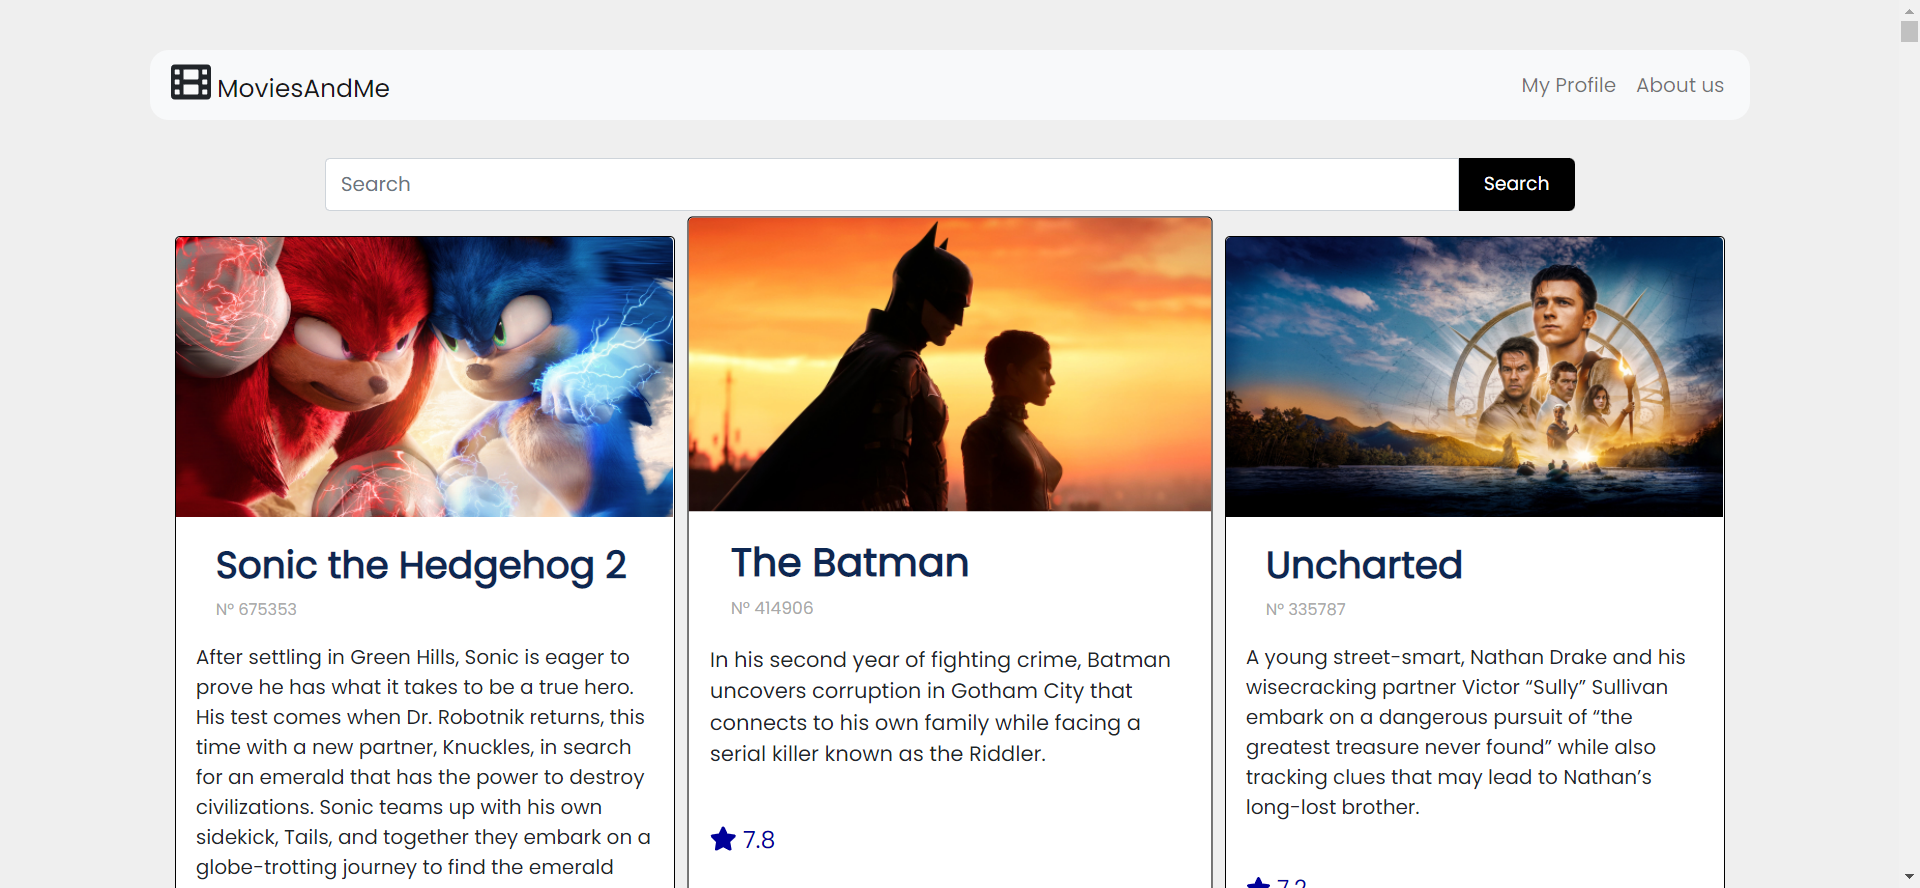 MoviesAndMe
My Profile
About us
Search
Search
Sonic the Hedgehog 2
N° 675353
After settling in Green Hills, Sonic is eager to
prove he has what it takes to be a true hero.
His test comes when Dr. Robotnik returns, this
time with a new partner, Knuckles, in search
for an emerald that has the power to destroy
civilizations. Sonic teams up with his own
sidekick, Tails, and together they embark on a
globe-trotting journey to find the emerald
The Batman
N° 414906
In his second year of fighting crime, Batman
uncovers corruption in Gotham City that
connects to his own family while facing a
serial killer known as the Riddler.
7.8
Uncharted
N° 335787
A young street-smart, Nathan Drake and his
wisecracking partner Victor “Sully” Sullivan
embark on a dangerous pursuit of “the
greatest treasure never found” while also
tracking clues that may lead to Nathan’s
long-lost brother.
7.2